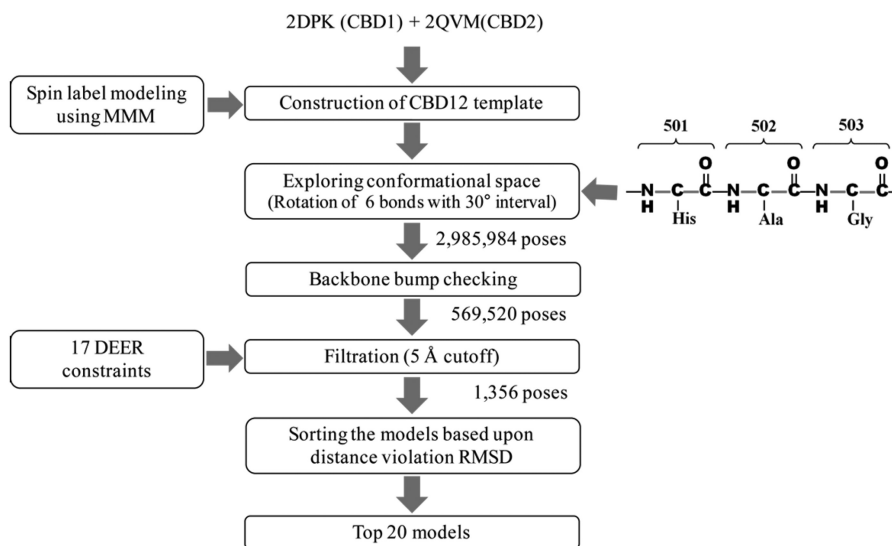 2DPK (CBD1) + 2QVM(CBD2)
Spin label modeling
using MMM
Construction of CBD12 template
Exploring conformational space
(Rotation of 6 bonds with 30° interval)
501 502 503
O O O
N C C N C C N C C
H H H
His Ala Gly
2,985,984 poses
Backbone bump checking
569,520 poses
17 DEER
constraints
Filtration (5 Å cutoff)
1,356 poses
Sorting the models based upon
distance violation RMSD
Top 20 models